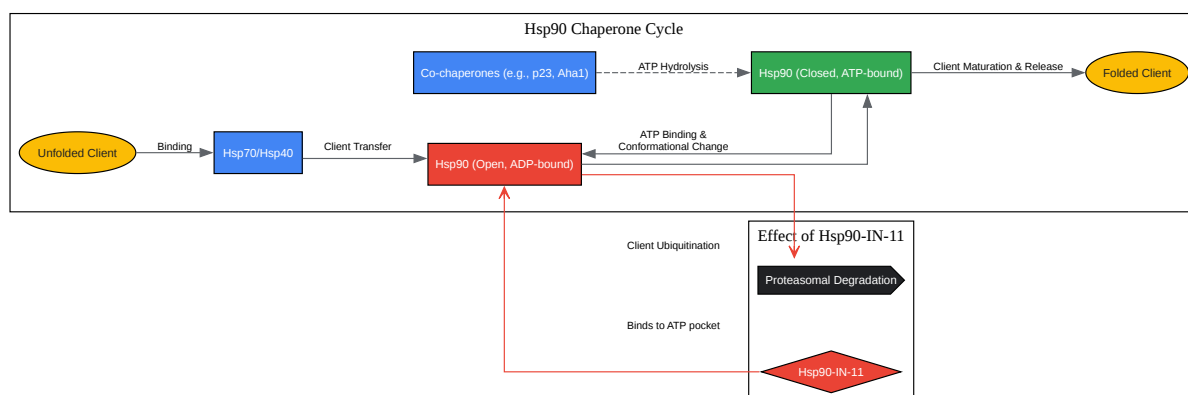 Hsp90 Chaperone Cycle
Co-chaperones (e.g., p23, Aha1)
ATP Hydrolysis
Hsp90 (Closed, ATP-bound)
Client Maturation & Release
Folded Client
Unfolded Client
Binding
Hsp70/Hsp40
Client Transfer
Hsp90 (Open, ADP-bound)
ATP Binding &
Conformational Change
Effect of Hsp90-IN-11
Client Ubiquitination
Proteasomal Degradation
Binds to ATP pocket
Hsp90-IN-11